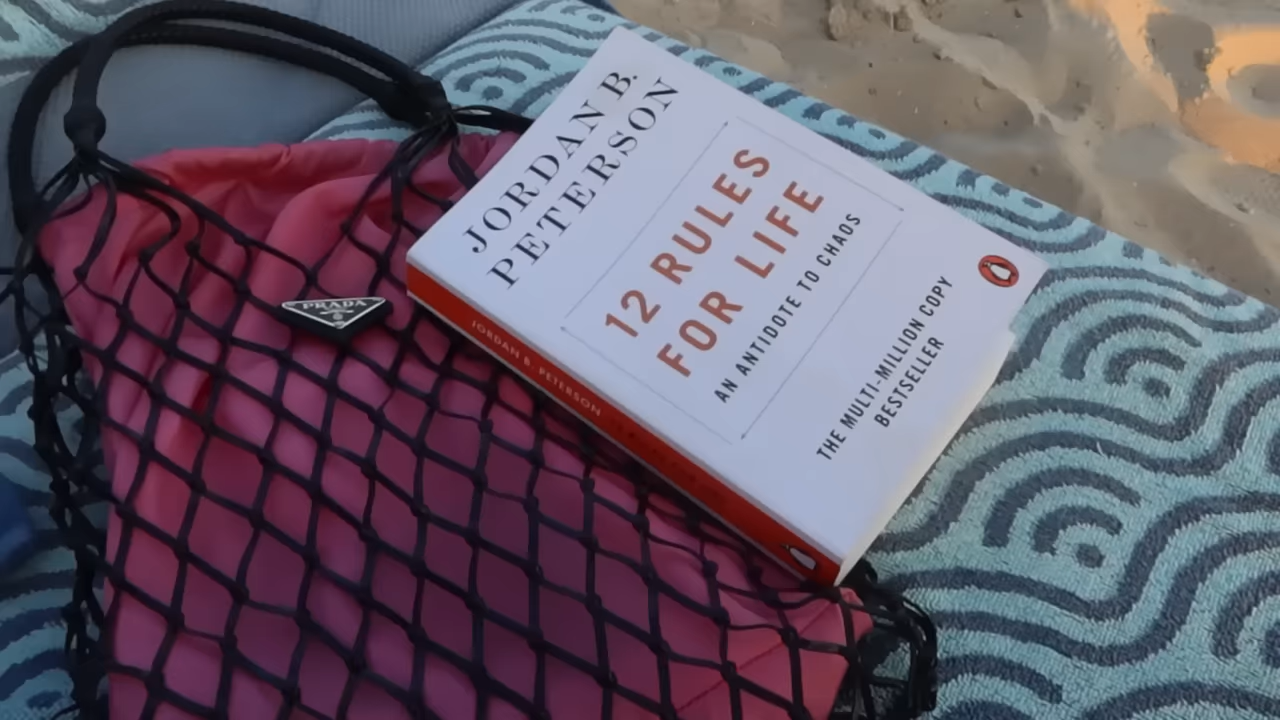 JORDAN B.
PETERSON
12 RULES
FOR LIFE
AN ANTIDOTE TO CHAOS
THE MULTI-MILLION COPY
BESTSELLER
JORDAN B. PETERSON
PRADA